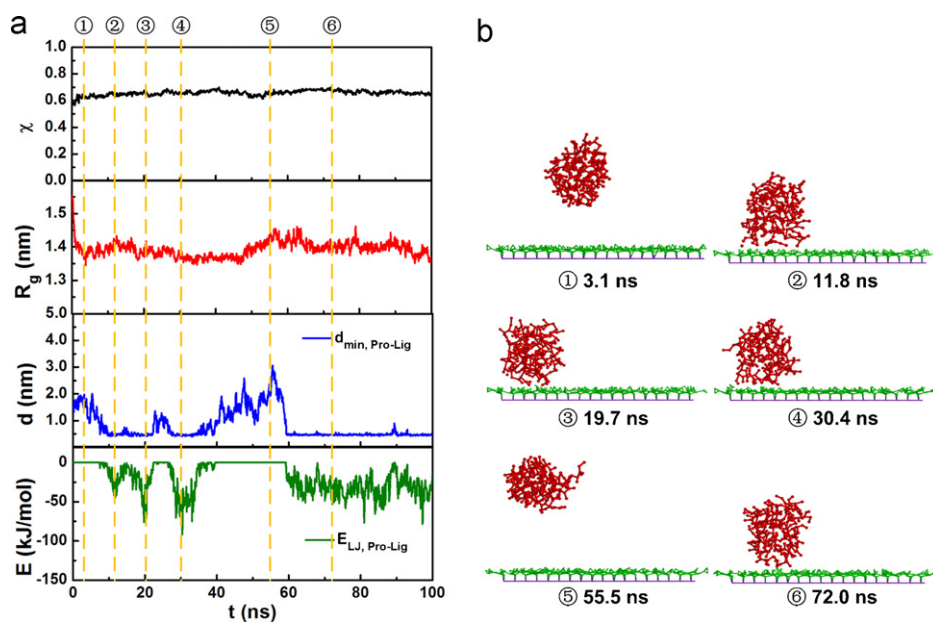 a
① ② ③ ④ ⑤ ⑥
1.0
0.8
0.6
0.4
0.2
0.0
χ
1.5
1.4
1.3
Rg (nm)
5.0
4.0
3.0
2.0
1.0
d (nm)
dmin, Pro-Lig
0
-50
-100
-150
E (kJ/mol)
ELJ, Pro-Lig
0 20 40 60 80 100
t (ns)
b
① 3.1 ns
② 11.8 ns
③ 19.7 ns
④ 30.4 ns
⑤ 55.5 ns
⑥ 72.0 ns